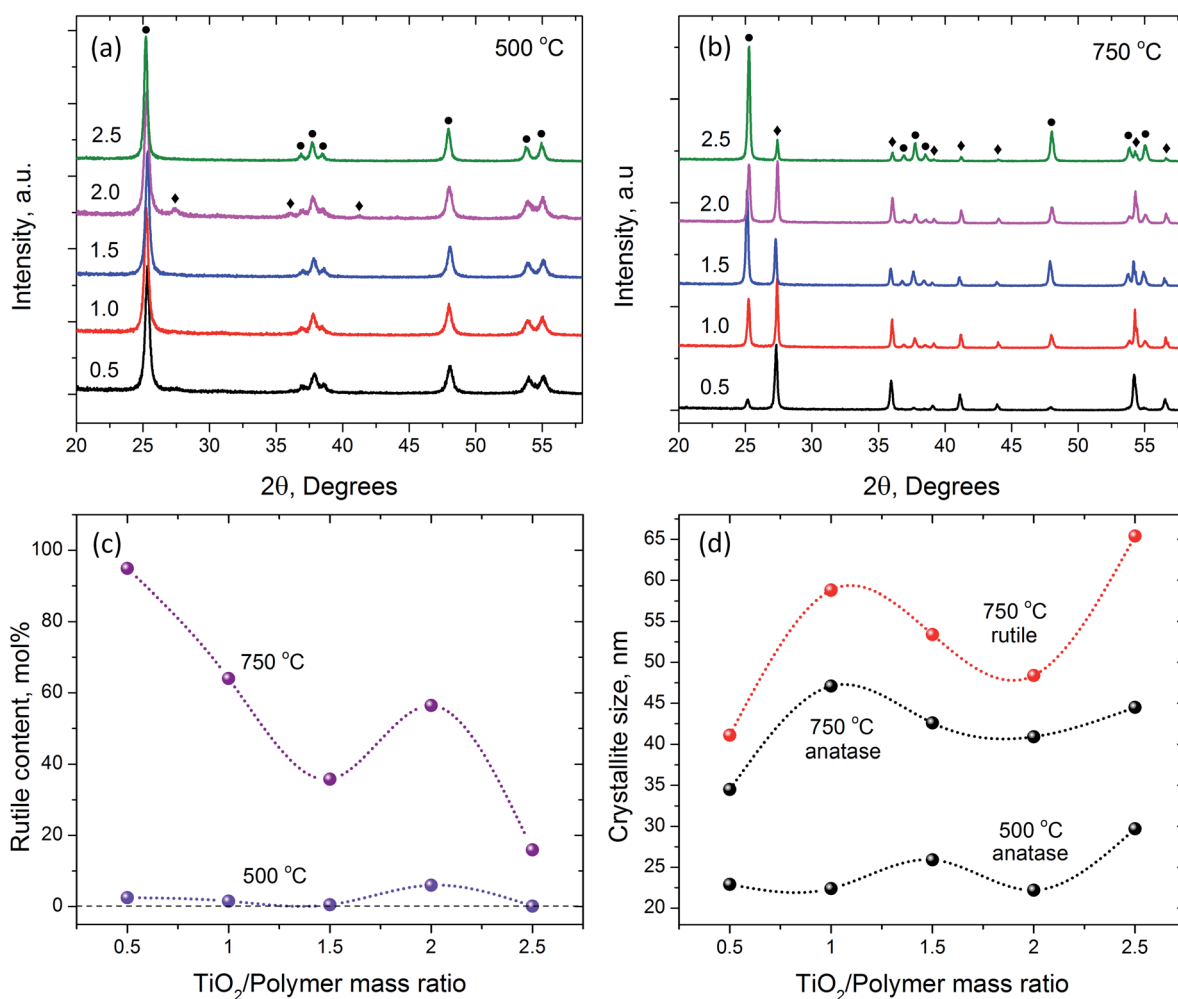 (a)
500 °C
2.5
2.0
1.5
1.0
0.5
Intensity, a.u.
20 25 30 35 40 45 50 55
2θ, Degrees
(b)
750 °C
2.5
2.0
1.5
1.0
0.5
Intensity, a.u
20 25 30 35 40 45 50 55
2θ, Degrees
(c)
100
80
60
40
20
0
Rutile content, mol%
750 °C
500 °C
0.5 1 1.5 2 2.5
TiO₂/Polymer mass ratio
(d)
65
60
55
50
45
40
35
30
25
20
Crystallite size, nm
750 °C
rutile
750 °C
anatase
500 °C
anatase
0.5 1 1.5 2 2.5
TiO₂/Polymer mass ratio